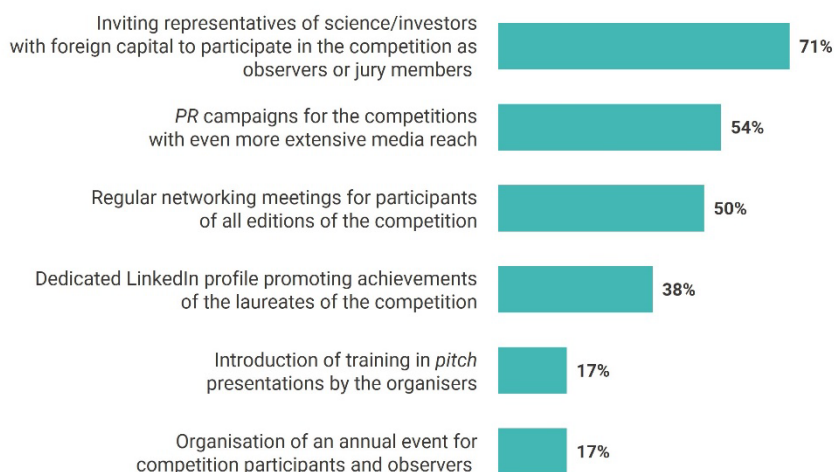 Inviting representatives of science/investors
with foreign capital to participate in the competition as
observers or jury members
71%
PR campaigns for the competitions
with even more extensive media reach
54%
Regular networking meetings for participants
of all editions of the competition
50%
Dedicated LinkedIn profile promoting achievements
of the laureates of the competition
38%
Introduction of training in pitch
presentations by the organisers
17%
Organisation of an annual event for
competition participants and observers
17%